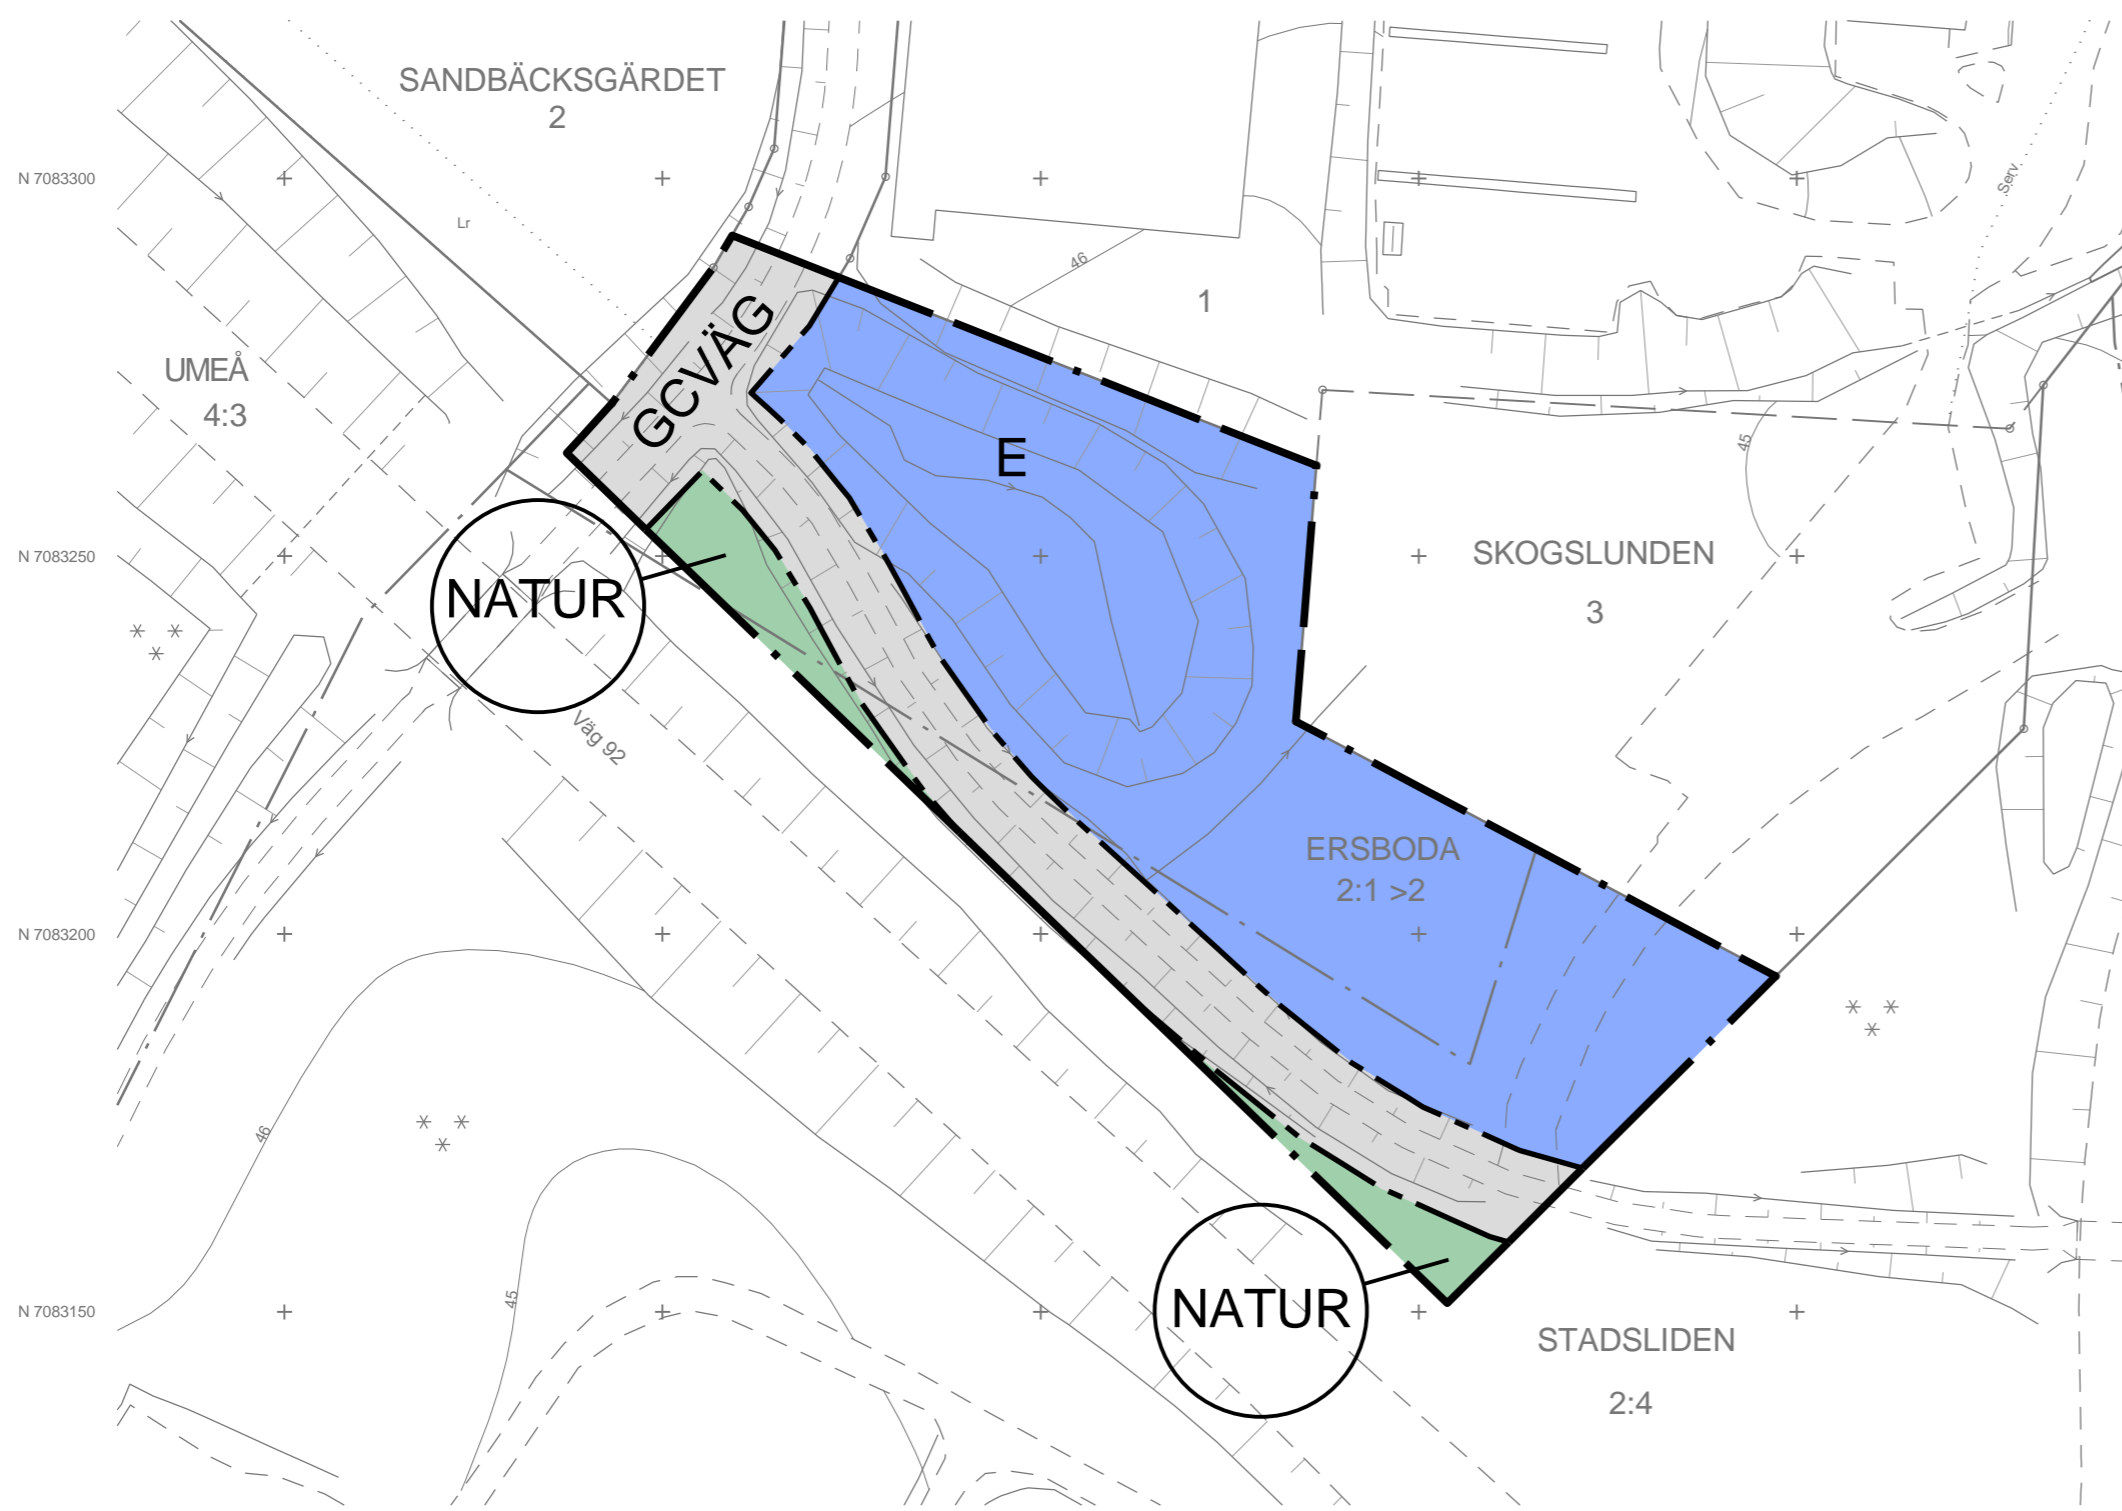 SANDBÄCKSGÄRDET
2
N 7083300
Serv.
Lr
46
1
GCVÄG
UMEÅ
4:3
E
45
N 7083250
SKOGSLUNDEN
3
NATUR
Väg 92
ERSBODA
2:1 >2
N 7083200
46
45
N 7083150
NATUR
STADSLIDEN
2:4